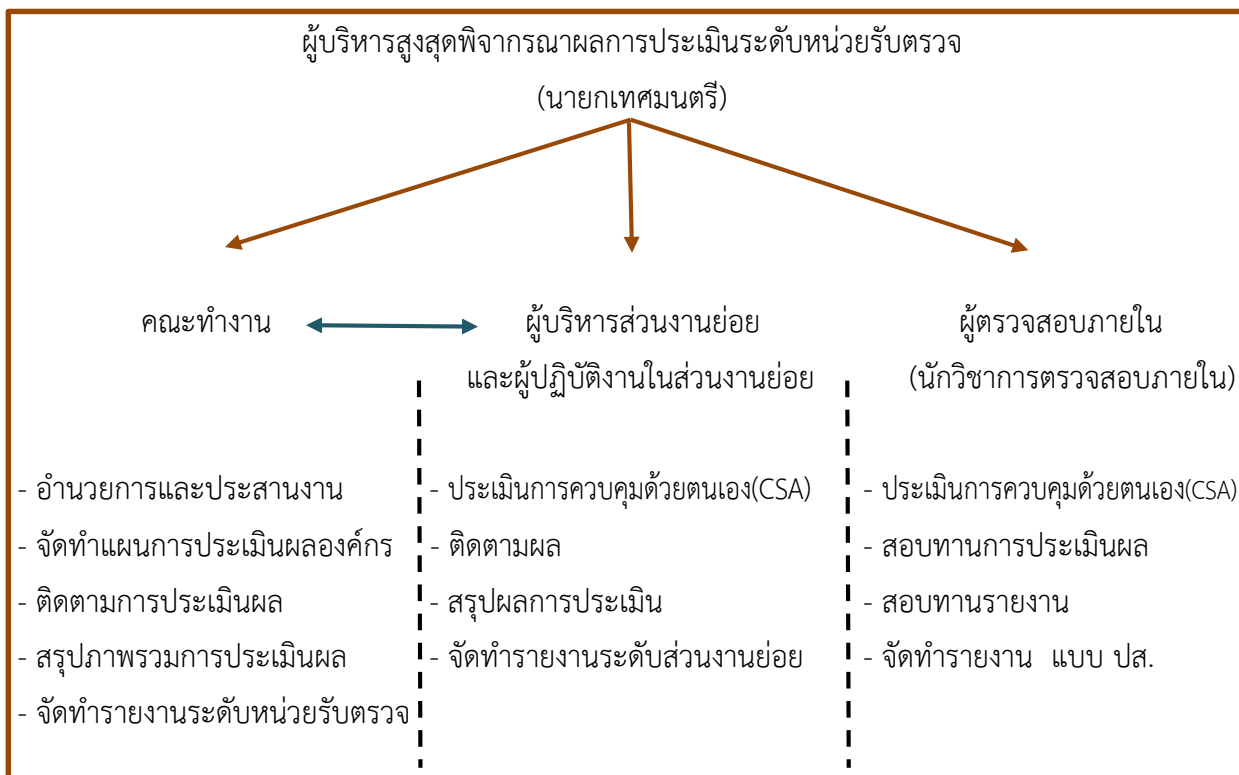 ผู้บริหารสูงสุดพิจากรณาผลการประเมินระดับหน่วยรับตรวจ
(นายกเทศมนตรี)
คณะทำงาน
ผู้บริหารส่วนงานย่อย
และผู้ปฏิบัติงานในส่วนงานย่อย
ผู้ตรวจสอบภายใน
(นักวิชาการตรวจสอบภายใน)
- อำนวยการและประสานงาน
- จัดทำแผนการประเมินผลองค์กร
- ติดตามการประเมินผล
- สรุปภาพรวมการประเมินผล
- จัดทำรายงานระดับหน่วยรับตรวจ
- ประเมินการควบคุมด้วยตนเอง(CSA)
- ติดตามผล
- สรุปผลการประเมิน
- จัดทำรายงานระดับส่วนงานย่อย
- ประเมินการควบคุมด้วยตนเอง(CSA)
- สอบทานการประเมินผล
- สอบทานรายงาน
- จัดทำรายงาน แบบ ปส.